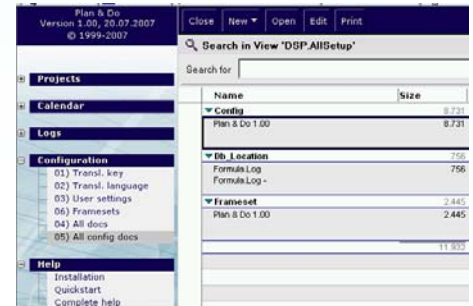 Plan & Do
Version 1.00, 20.07.2007
© 1999-2007
Projects
Calendar
Logs
Configuration
01) Transl. key
02) Transl. language
03) User settings
06) Framesets
04) All docs
05) All config docs
Help
Installation
Quickstart
Complete help
Close New Open Edit Print
Search in View 'DSP.AllSetup'
Search for
Name Size
Config 8.731
Plan & Do 1.00 8.731
Db_Location 756
Formula.Log 756
Formula.Log -
Frameset 2.445
Plan & Do 1.00 2.445
11.932